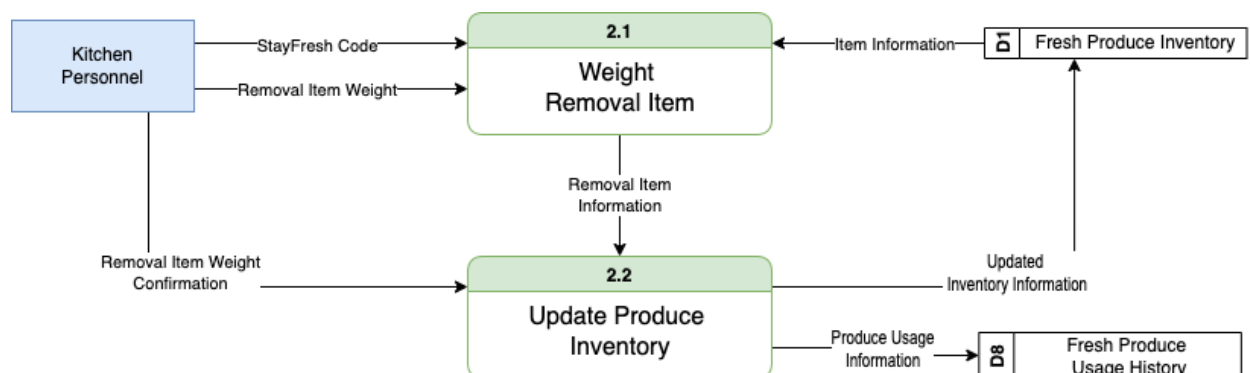 Kitchen
Personnel
StayFresh Code
Removal Item Weight
2.1
Weight
Removal Item
Item Information
D1
Fresh Produce Inventory
Removal Item
Information
Removal Item Weight
Confirmation
2.2
Update Produce
Inventory
Updated
Inventory Information
Produce Usage
Information
D8
Fresh Produce
Usage History